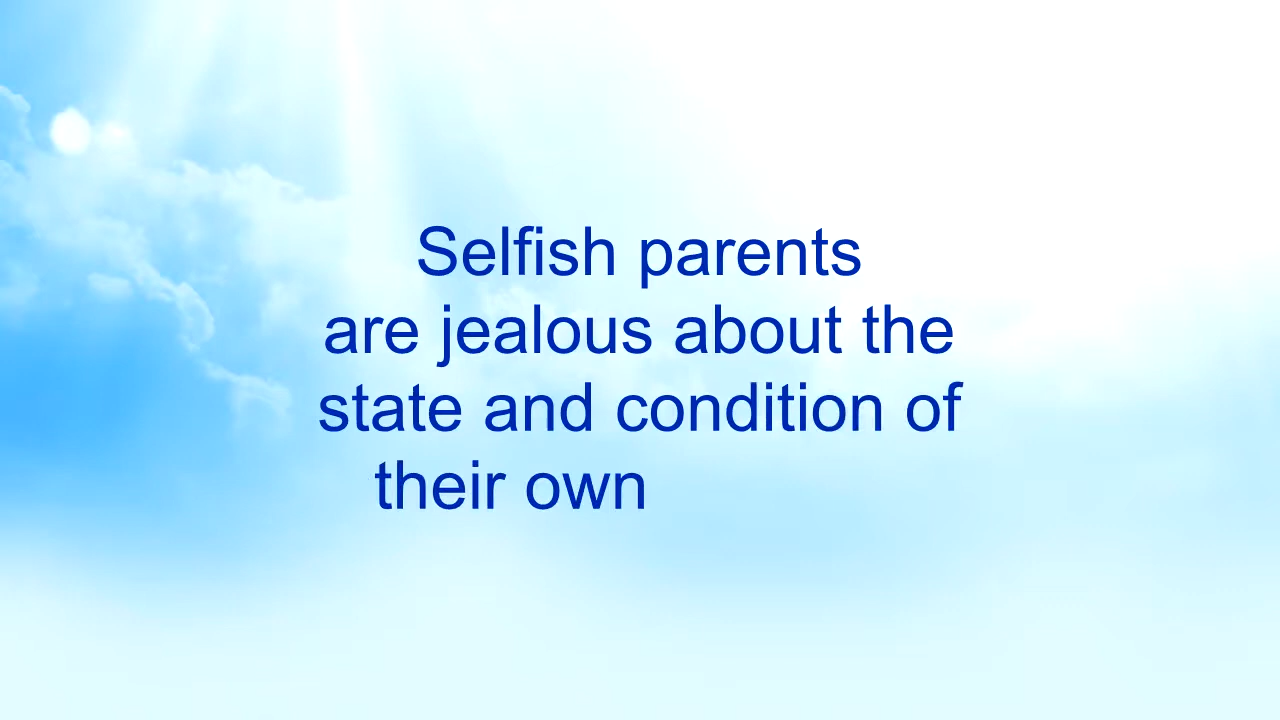 Selfish parents
are jealous about the
state and condition of
their own